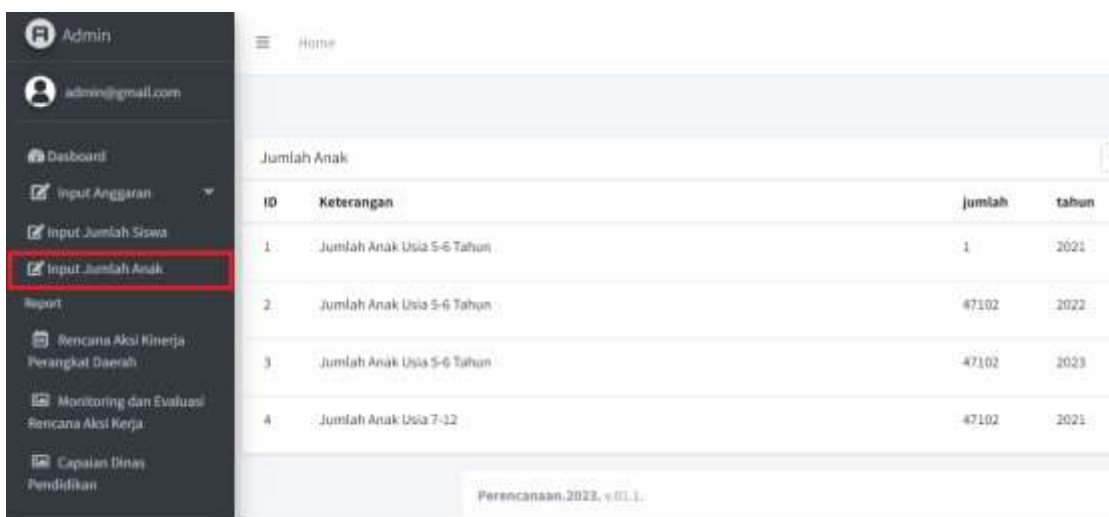 Admin
Home
admin@gmail.com
Dasboard
Jumlah Anak
Input Anggaran
ID Keterangan jumlah tahun
Input Jumlah Siswa
1 Jumlah Anak Usia 5-6 Tahun 1 2021
Input Jumlah Anak
Report
2 Jumlah Anak Usia 5-6 Tahun 47102 2022
Rencana Aksi Kinerja
Perangkat Daerah
3 Jumlah Anak Usia 5-6 Tahun 47102 2023
Monitoring dan Evaluasi
Rencana Aksi Kerja
4 Jumlah Anak Usia 7-12 47102 2021
Capaian Dinas
Pendidikan
Perencanaan.2023. v.01.1.